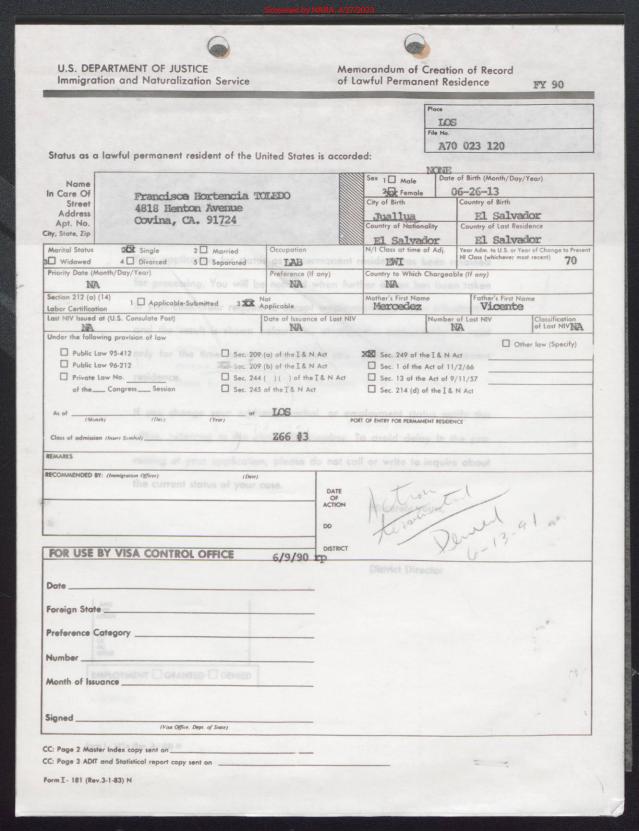 Screened by NARA, 4/27/2023
U.S. DEPARTMENT OF JUSTICE
Immigration and Naturalization Service
Memorandum of Creation of Record
of Lawful Permanent Residence
FY 90
Place
LOS
File No.
A70 023 120
Status as a lawful permanent resident of the United States is accorded:
NONE
Name
In Care Of
Street
Address
Apt. No.
City, State, Zip
Francisca Hortencia TOLEDO
4818 Henton Avenue
Covina, CA. 91724
Sex 1 Male
2 Female
Date of Birth (Month/Day/Year)
06-26-13
City of Birth
Juallua
Country of Birth
El Salvador
Country of Nationality
El Salvador
Country of Last Residence
El Salvador
Marital Status
Single
2 Married
3 Widowed
4 Divorced
5 Separated
Occupation
LAB
N/I Class at time of Adj.
EWI
Year Adm. to U.S. or Year of Change to Present
NI Class (whichever most recent)
70
Priority Date (Month/Day/Year)
NA
Preference (If any)
NA
Country to Which Chargeable (If any)
NA
Section 212 (a) (14)
Labor Certification
1 Applicable-Submitted
3 Not Applicable
Mother's First Name
Mercedez
Father's First Name
Vicente
Last NIV Issued at (U.S. Consulate Post)
NA
Date of Issuance of Last NIV
NA
Number of Last NIV
NA
Classification
of Last NIV NA
Under the following provision of law
Other law (Specify)
Public Law 95-412
Sec. 209 (a) of the I & N Act
Sec. 249 of the I & N Act
Public Law 96-212
Sec. 209 (b) of the I & N Act
Sec. 1 of the Act of 11/2/66
Private Law No.
Sec. 244 ( ) ( ) of the I & N Act
Sec. 13 of the Act of 9/11/57
of the Congress Session
Sec. 245 of the I & N Act
Sec. 214 (d) of the I & N Act
As of at LOS
(Month) (Day) (Year) PORT OF ENTRY FOR PERMANENT RESIDENCE
Class of admission (Insert Symbol) Z66 #3
REMARKS
RECOMMENDED BY: (Immigration Officer) (Date)
the current status of your case.
DATE
OF
ACTION
DD
DISTRICT
Action
terminated
Denied
6-13-91
District Director
FOR USE BY VISA CONTROL OFFICE
6/9/90 rp
Date
Foreign State
Preference Category
Number
EMPLOYMENT GRANTED DENIED
Month of Issuance
Signed
(Visa Office, Dept. of State)
CC: Page 2 Master Index copy sent on
CC: Page 3 ADIT and Statistical report copy sent on
Form I- 181 (Rev.3-1-83) N